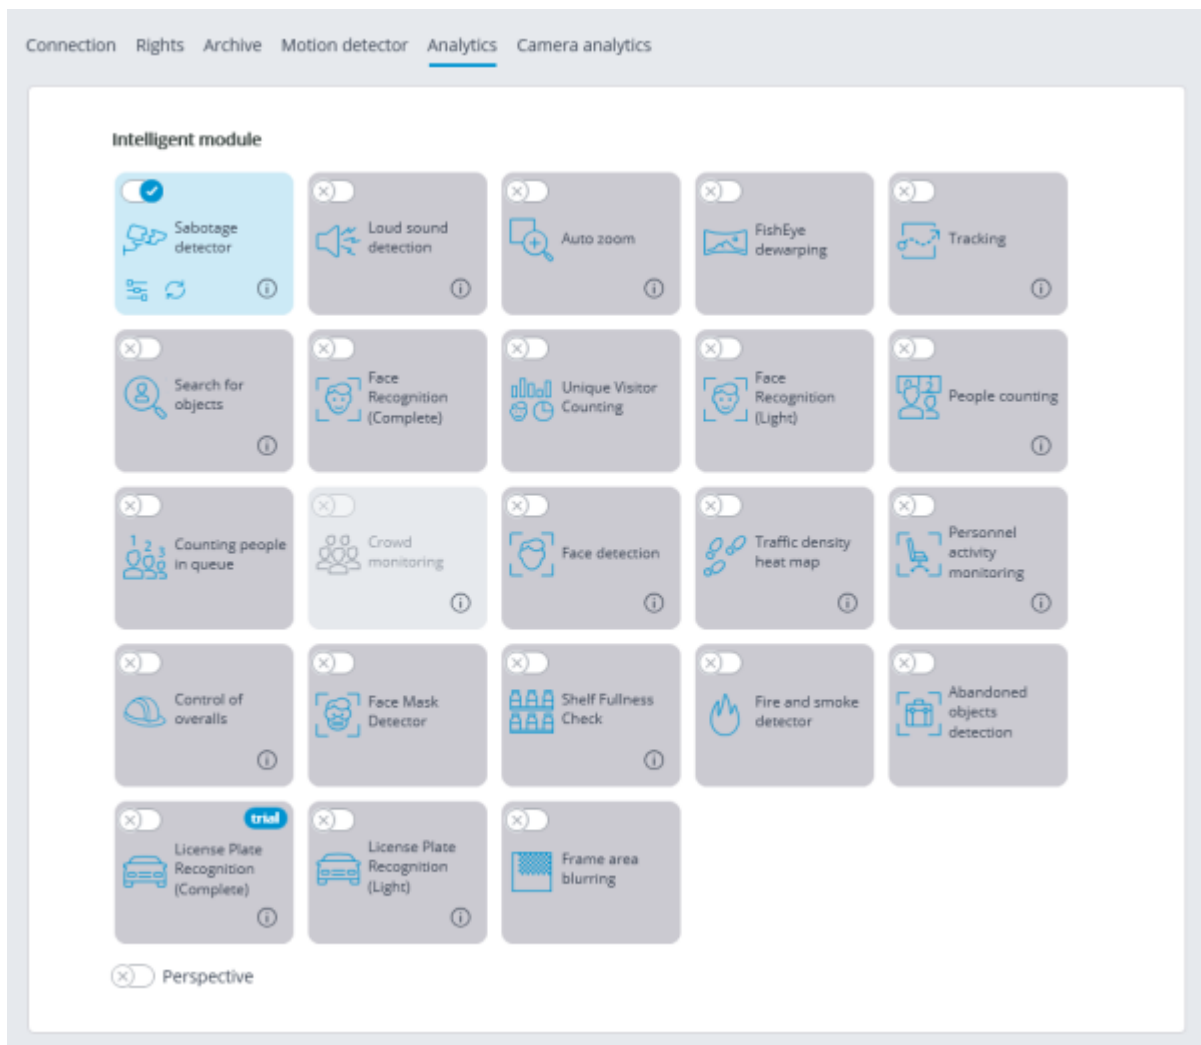 Connection Rights Archive Motion detector Analytics Camera analytics
Intelligent module
Sabotage
detector
Loud sound
detection
Auto zoom
FishEye
dewarping
Tracking
Search for
objects
Face
Recognition
(Complete)
Unique Visitor
Counting
Face
Recognition
(Light)
People counting
1 2 3
Counting people
in queue
Crowd
monitoring
Face detection
Traffic density
heat map
Personnel
activity
monitoring
Control of
overalls
Face Mask
Detector
Shelf Fullness
Check
Fire and smoke
detector
Abandoned
objects
detection
trial
License Plate
Recognition
(Complete)
License Plate
Recognition
(Light)
Frame area
blurring
Perspective